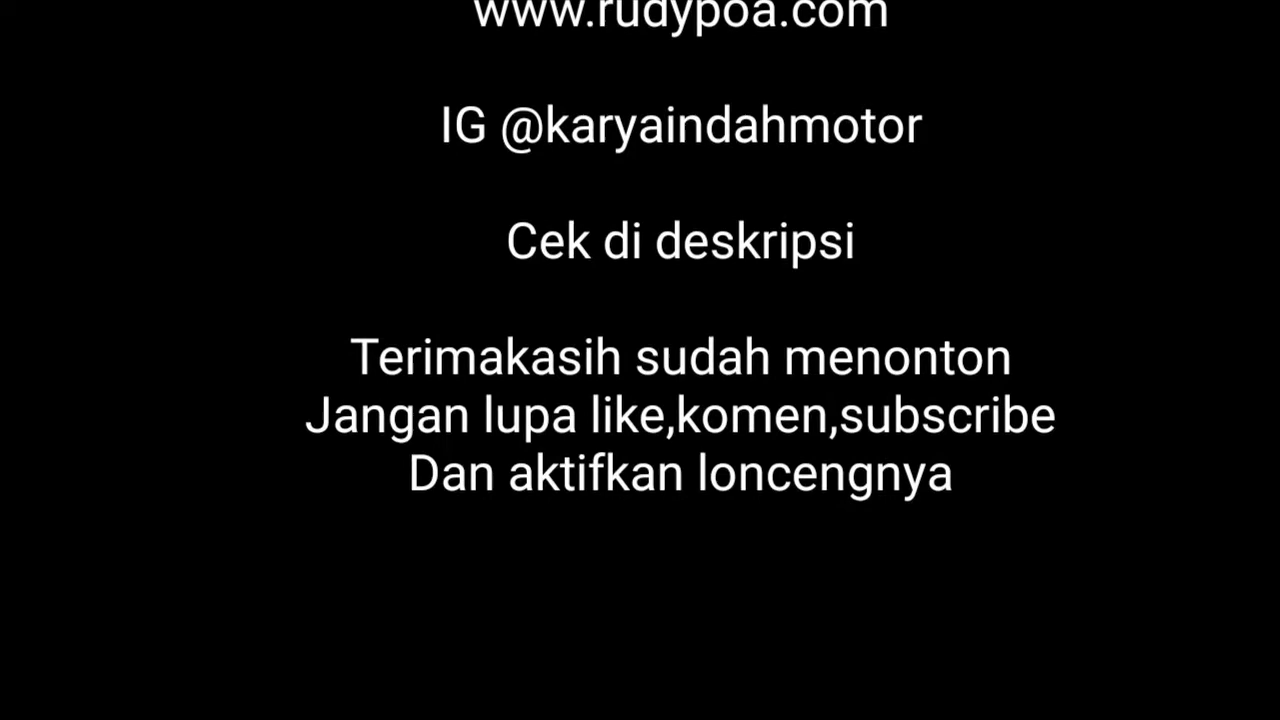 www.rudypoa.com
IG @karyaindahmotor
Cek di deskripsi
Terimakasih sudah menonton
Jangan lupa like,komen,subscribe
Dan aktifkan loncengnya